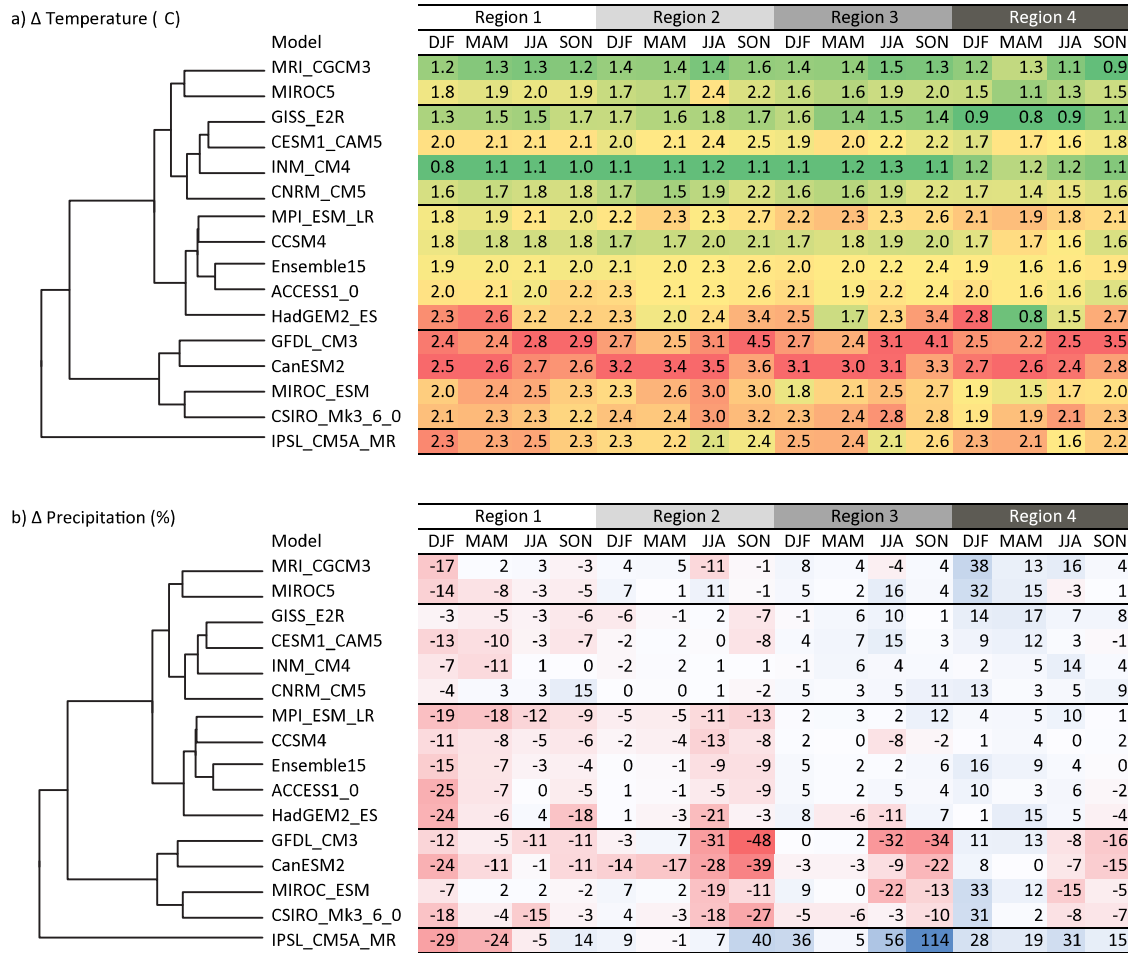 a) Δ Temperature ( C) Region 1 Region 2 Region 3 Region 4
Model DJF MAM JJA SON DJF MAM JJA SON DJF MAM JJA SON DJF MAM JJA SON
MRI_CGCM3 1.2 1.3 1.3 1.2 1.4 1.4 1.4 1.6 1.4 1.4 1.5 1.3 1.2 1.3 1.1 0.9
MIROC5 1.8 1.9 2.0 1.9 1.7 1.7 2.4 2.2 1.6 1.6 1.9 2.0 1.5 1.1 1.3 1.5
GISS_E2R 1.3 1.5 1.5 1.7 1.7 1.6 1.8 1.7 1.6 1.4 1.5 1.4 0.9 0.8 0.9 1.1
CESM1_CAM5 2.0 2.1 2.1 2.1 2.0 2.1 2.4 2.5 1.9 2.0 2.2 2.2 1.7 1.7 1.6 1.8
INM_CM4 0.8 1.1 1.1 1.0 1.1 1.1 1.2 1.1 1.1 1.2 1.3 1.1 1.2 1.2 1.2 1.1
CNRM_CM5 1.6 1.7 1.8 1.8 1.7 1.5 1.9 2.2 1.6 1.6 1.9 2.2 1.7 1.4 1.5 1.6
MPI_ESM_LR 1.8 1.9 2.1 2.0 2.2 2.3 2.3 2.7 2.2 2.3 2.3 2.6 2.1 1.9 1.8 2.1
CCSM4 1.8 1.8 1.8 1.8 1.7 1.7 2.0 2.1 1.7 1.8 1.9 2.0 1.7 1.7 1.6 1.6
Ensemble15 1.9 2.0 2.1 2.0 2.1 2.0 2.3 2.6 2.0 2.0 2.2 2.4 1.9 1.6 1.6 1.9
ACCESS1_0 2.0 2.1 2.0 2.2 2.3 2.1 2.3 2.6 2.1 1.9 2.2 2.4 2.0 1.6 1.6 1.6
HadGEM2_ES 2.3 2.6 2.2 2.2 2.3 2.0 2.4 3.4 2.5 1.7 2.3 3.4 2.8 0.8 1.5 2.7
GFDL_CM3 2.4 2.4 2.8 2.9 2.7 2.5 3.1 4.5 2.7 2.4 3.1 4.1 2.5 2.2 2.5 3.5
CanESM2 2.5 2.6 2.7 2.6 3.2 3.4 3.5 3.6 3.1 3.0 3.1 3.3 2.7 2.6 2.4 2.8
MIROC_ESM 2.0 2.4 2.5 2.3 2.3 2.6 3.0 3.0 1.8 2.1 2.5 2.7 1.9 1.5 1.7 2.0
CSIRO_Mk3_6_0 2.1 2.3 2.3 2.2 2.4 2.4 3.0 3.2 2.3 2.4 2.8 2.8 1.9 1.9 2.1 2.3
IPSL_CM5A_MR 2.3 2.3 2.5 2.3 2.3 2.2 2.1 2.4 2.5 2.4 2.1 2.6 2.3 2.1 1.6 2.2
b) Δ Precipitation (%) Region 1 Region 2 Region 3 Region 4
Model DJF MAM JJA SON DJF MAM JJA SON DJF MAM JJA SON DJF MAM JJA SON
MRI_CGCM3 -17 2 3 -3 4 5 -11 -1 8 4 -4 4 38 13 16 4
MIROC5 -14 -8 -3 -5 7 1 11 -1 5 2 16 4 32 15 -3 1
GISS_E2R -3 -5 -3 -6 -6 -1 2 -7 -1 6 10 1 14 17 7 8
CESM1_CAM5 -13 -10 -3 -7 -2 2 0 -8 4 7 15 3 9 12 3 -1
INM_CM4 -7 -11 1 0 -2 2 1 1 -1 6 4 4 2 5 14 4
CNRM_CM5 -4 3 3 15 0 0 1 -2 5 3 5 11 13 3 5 9
MPI_ESM_LR -19 -18 -12 -9 -5 -5 -11 -13 2 3 2 12 4 5 10 1
CCSM4 -11 -8 -5 -6 -2 -4 -13 -8 2 0 -8 -2 1 4 0 2
Ensemble15 -15 -7 -3 -4 0 -1 -9 -9 5 2 2 6 16 9 4 0
ACCESS1_0 -25 -7 0 -5 1 -1 -5 -9 5 2 5 4 10 3 6 -2
HadGEM2_ES -24 -6 4 -18 1 -3 -21 -3 8 -6 -11 7 1 15 5 -4
GFDL_CM3 -12 -5 -11 -11 -3 7 -31 -48 0 2 -32 -34 11 13 -8 -16
CanESM2 -24 -11 -1 -11 -14 -17 -28 -39 -3 -3 -9 -22 8 0 -7 -15
MIROC_ESM -7 2 2 -2 7 2 -19 -11 9 0 -22 -13 33 12 -15 -5
CSIRO_Mk3_6_0 -18 -4 -15 -3 4 -3 -18 -27 -5 -6 -3 -10 31 2 -8 -7
IPSL_CM5A_MR -29 -24 -5 14 9 -1 7 40 36 5 56 114 28 19 31 15